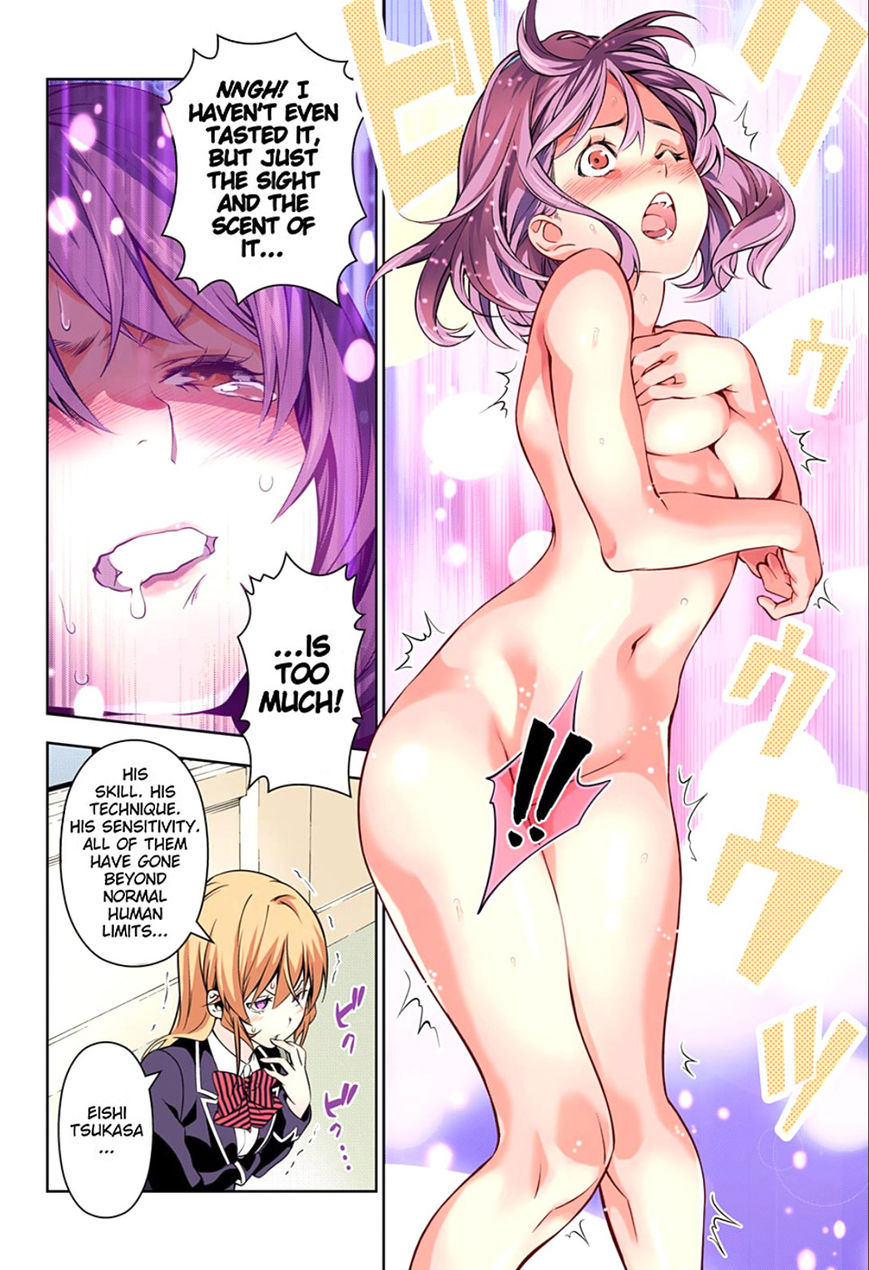 NNGH! I
HAVEN'T EVEN
TASTED IT,
BUT JUST
THE SIGHT
AND THE
SCENT OF
IT...
...IS
TOO
MUCH!
ビクッ
ビクゥウウウッ
!!
HIS
SKILL. HIS
TECHNIQUE.
HIS SENSITIVITY.
ALL OF THEM
HAVE GONE
BEYOND
NORMAL
HUMAN
LIMITS...
EISHI
TSUKASA
...